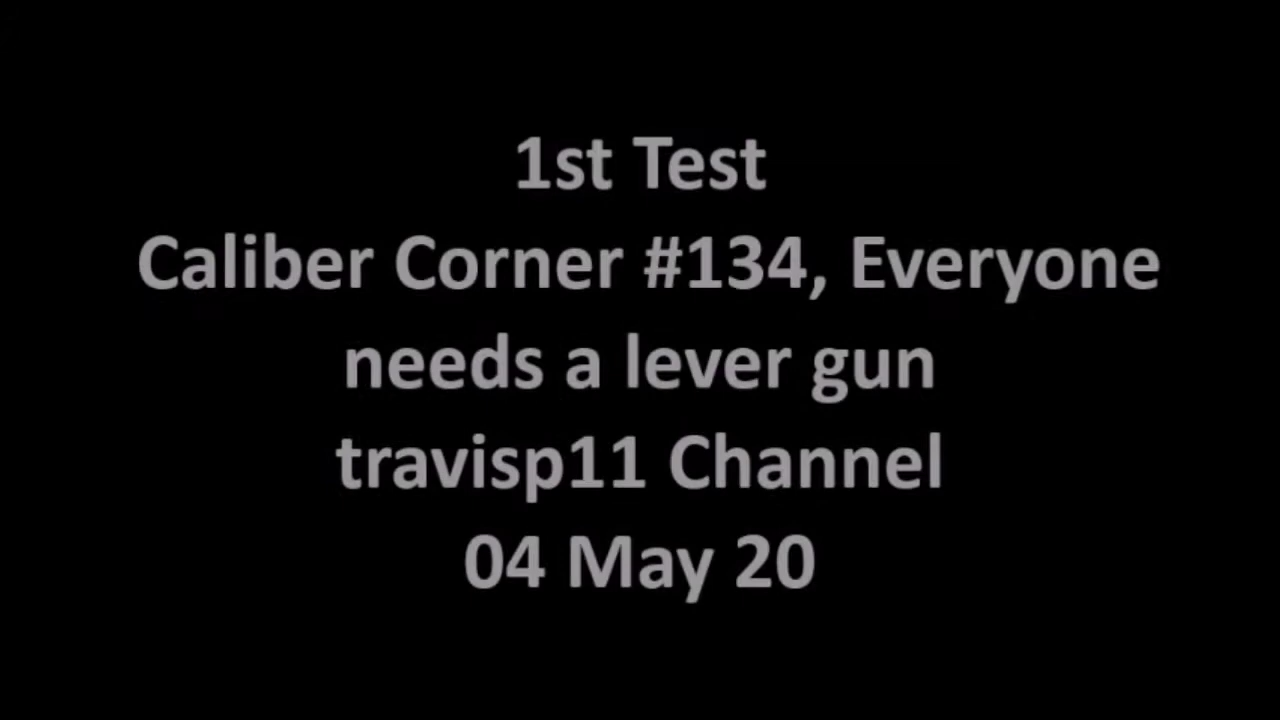 1st Test
Caliber Corner #134, Everyone
needs a lever gun
travisp11 Channel
04 May 20